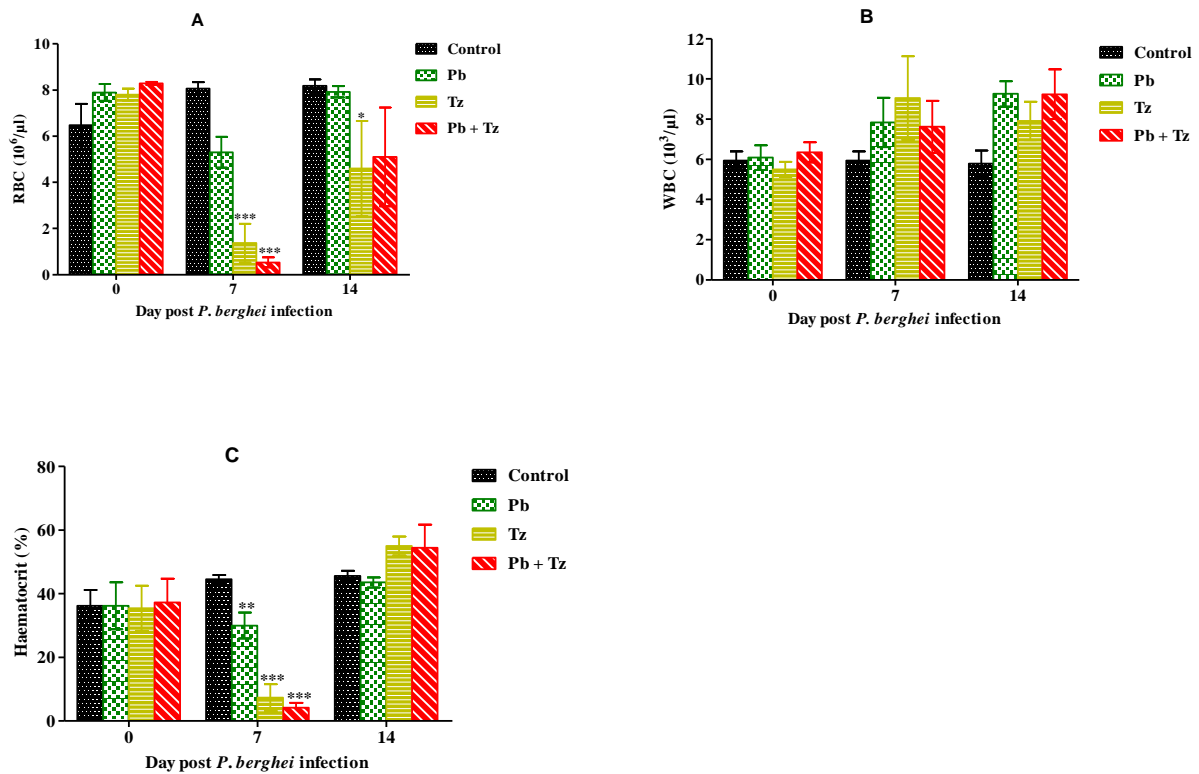 A
RBC (10⁶/µl)
10
8
6
4
2
0
***
***
*
0 7 14
Day post P. berghei infection
Control
Pb
Tz
Pb + Tz
B
WBC (10³/µl)
12
10
8
6
4
2
0
0 7 14
Day post P. berghei infection
Control
Pb
Tz
Pb + Tz
C
Haematocrit (%)
80
60
40
20
0
**
***
***
0 7 14
Day post P. berghei infection
Control
Pb
Tz
Pb + Tz